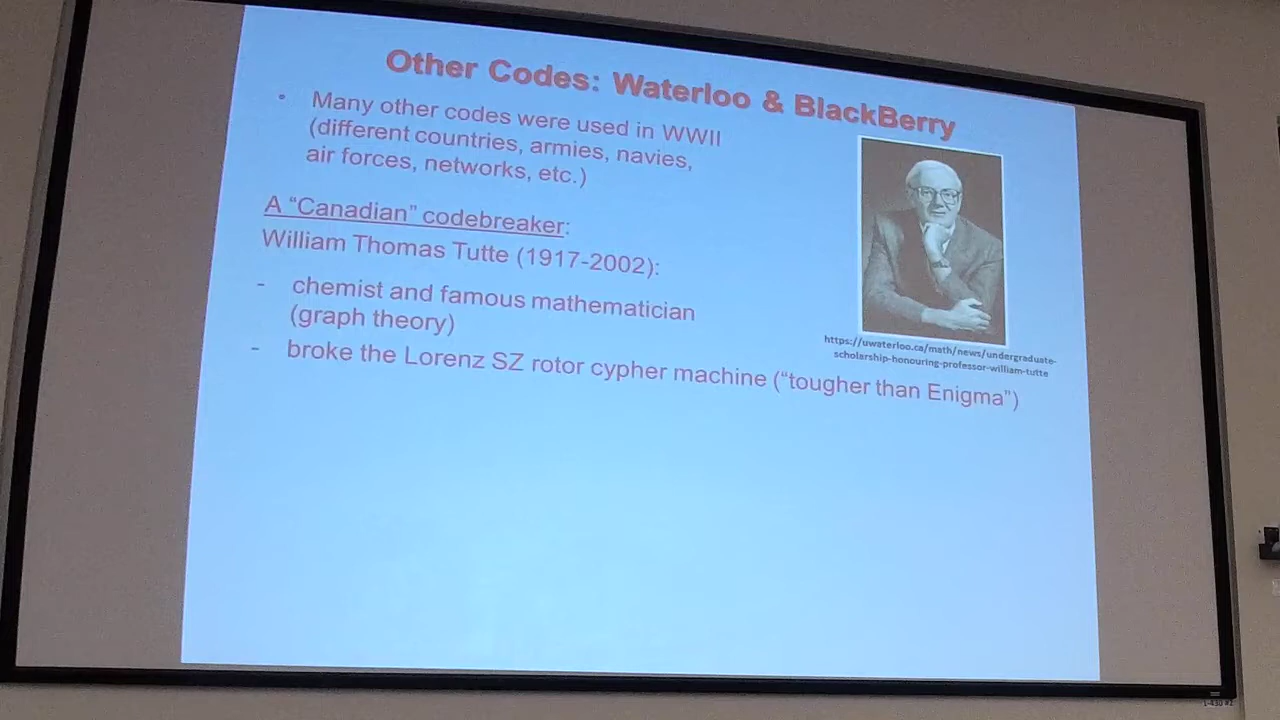 Other Codes: Waterloo & BlackBerry
• Many other codes were used in WWII
(different countries, armies, navies,
air forces, networks, etc.)
A “Canadian” codebreaker:
William Thomas Tutte (1917-2002):
- chemist and famous mathematician
(graph theory)
- broke the Lorenz SZ rotor cypher machine (“tougher than Enigma”)
https://uwaterloo.ca/math/news/undergraduate-
scholarship-honouring-professor-william-tutte